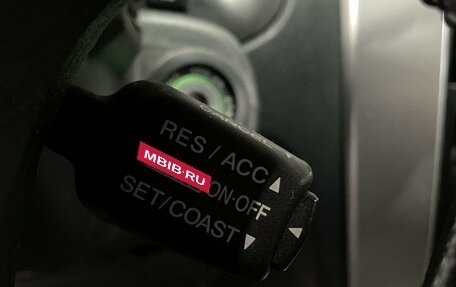 RES / ACC ▲
MBIB·RU
ON·OFF ◀
SET/COAST ▼